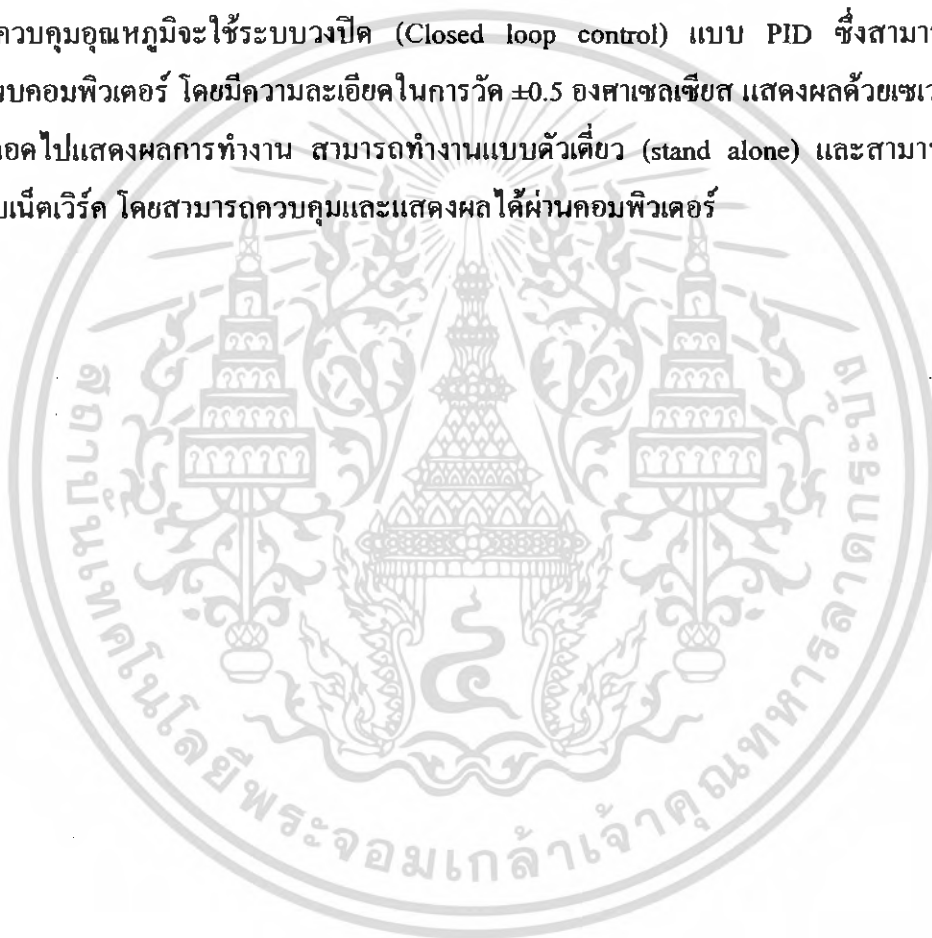 ควบคุมอุณหภูมิจะใช้ระบบวงปิด (Closed loop control) แบบ PID ซึ่งสามาร
บคอมพิวเตอร์ โดยมีความละเอียดในการวัด ±0.5 องศาเซลเซียส แสดงผลด้วยเซเว
ถอดไปแสดงผลการทำงาน สามารถทำงานแบบตัวเดี่ยว (stand alone) และสามาร
บเน็ตเวิร์ค โดยสามารถควบคุมและแสดงผลได้ผ่านคอมพิวเตอร์
สถาบันเทคโนโลยีพระจอมเกล้าเจ้าคุณทหารลาดกระบัง
๔